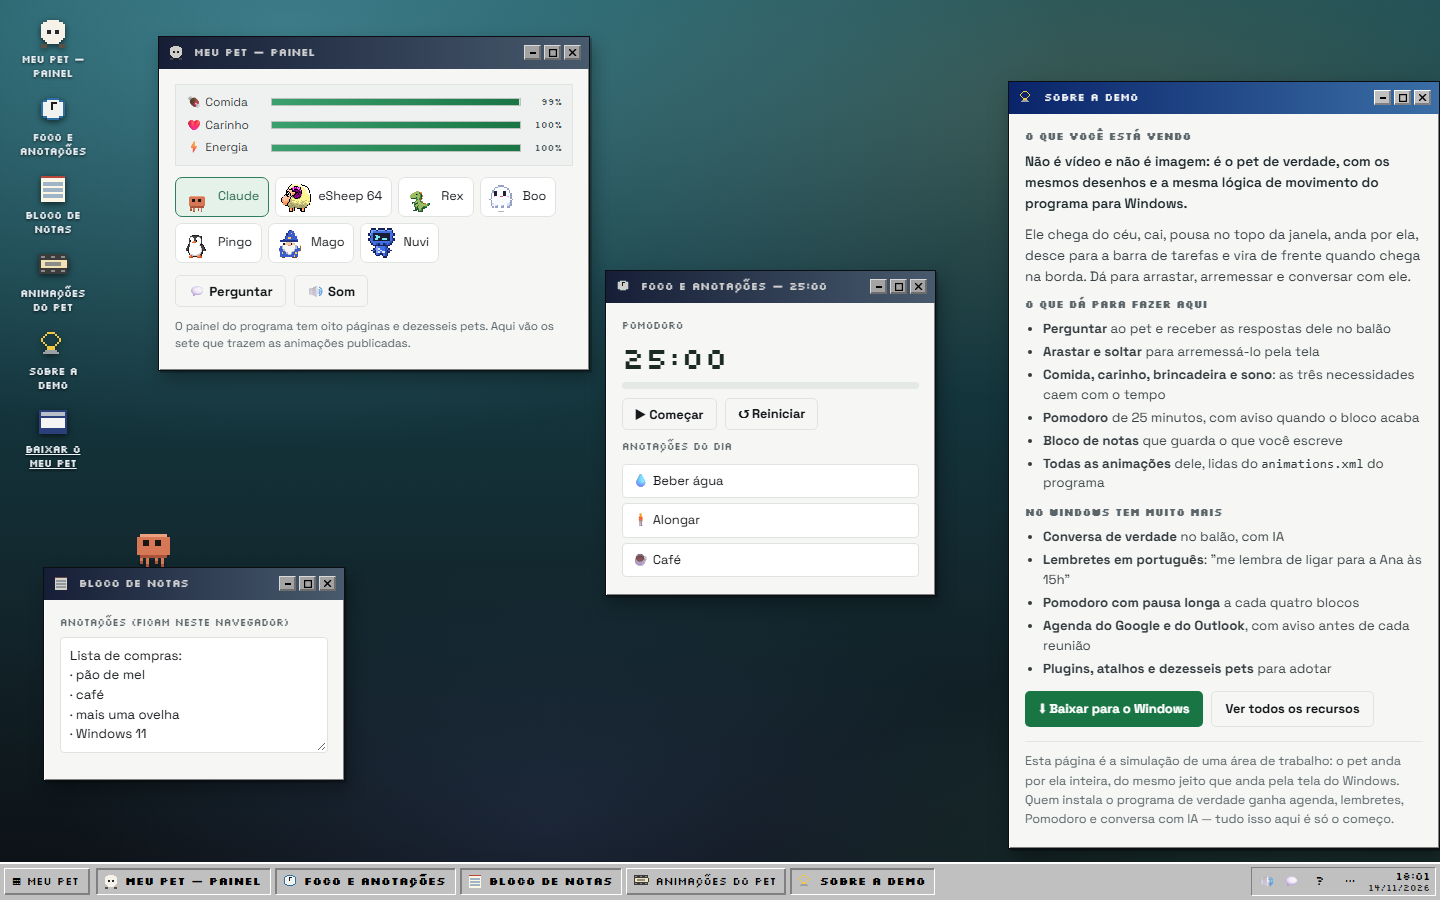 MEU PET — PAINEL
FOCO E ANOTAÇÕES
BLOCO DE NOTAS
ANIMAÇÕES DO PET
SOBRE A DEMO
BAIXAR O MEU PET
MEU PET — PAINEL
Comida 99%
Carinho 100%
Energia 100%
Claude
eSheep 64
Rex
Boo
Pingo
Mago
Nuvi
Perguntar
Som
O painel do programa tem oito páginas e dezesseis pets. Aqui vão os
sete que trazem as animações publicadas.
FOCO E ANOTAÇÕES — 25:00
POMODORO
25:00
▶ Começar
↺ Reiniciar
ANOTAÇÕES DO DIA
Beber água
Alongar
Café
BLOCO DE NOTAS
ANOTAÇÕES (FICAM NESTE NAVEGADOR)
Lista de compras:
· pão de mel
· café
· mais uma ovelha
· Windows 11
SOBRE A DEMO
O QUE VOCÊ ESTÁ VENDO
Não é vídeo e não é imagem: é o pet de verdade, com os
mesmos desenhos e a mesma lógica de movimento do
programa para Windows.
Ele chega do céu, cai, pousa no topo da janela, anda por ela,
desce para a barra de tarefas e vira de frente quando chega
na borda. Dá para arrastar, arremessar e conversar com ele.
O QUE DÁ PARA FAZER AQUI
• Perguntar ao pet e receber as respostas dele no balão
• Arastar e soltar para arremessá-lo pela tela
• Comida, carinho, brincadeira e sono: as três necessidades
caem com o tempo
• Pomodoro de 25 minutos, com aviso quando o bloco acaba
• Bloco de notas que guarda o que você escreve
• Todas as animações dele, lidas do animations.xml do
programa
NO WINDOWS TEM MUITO MAIS
• Conversa de verdade no balão, com IA
• Lembretes em português: "me lembra de ligar para a Ana às
15h"
• Pomodoro com pausa longa a cada quatro blocos
• Agenda do Google e do Outlook, com aviso antes de cada
reunião
• Plugins, atalhos e dezesseis pets para adotar
⬇ Baixar para o Windows
Ver todos os recursos
Esta página é a simulação de uma área de trabalho: o pet anda
por ela inteira, do mesmo jeito que anda pela tela do Windows.
Quem instala o programa de verdade ganha agenda, lembretes,
Pomodoro e conversa com IA — tudo isso aqui é só o começo.
MEU PET
MEU PET — PAINEL
FOCO E ANOTAÇÕES
BLOCO DE NOTAS
ANIMAÇÕES DO PET
SOBRE A DEMO
? ···
18:01
14/11/2026